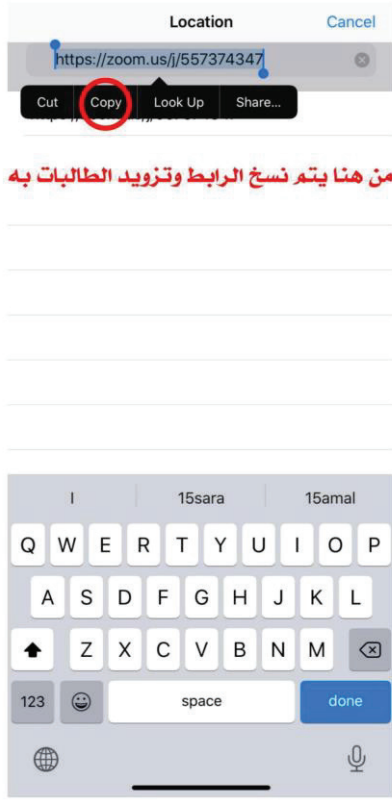 Location
Cancel
https://zoom.us/j/557374347
Cut
Copy
Look Up
Share...
من هنا يتم نسخ الرابط وتزويد الطالبات به
I
15sara
15amal
Q W E R T Y U I O P
A S D F G H J K L
Z X C V B N M
123
space
done